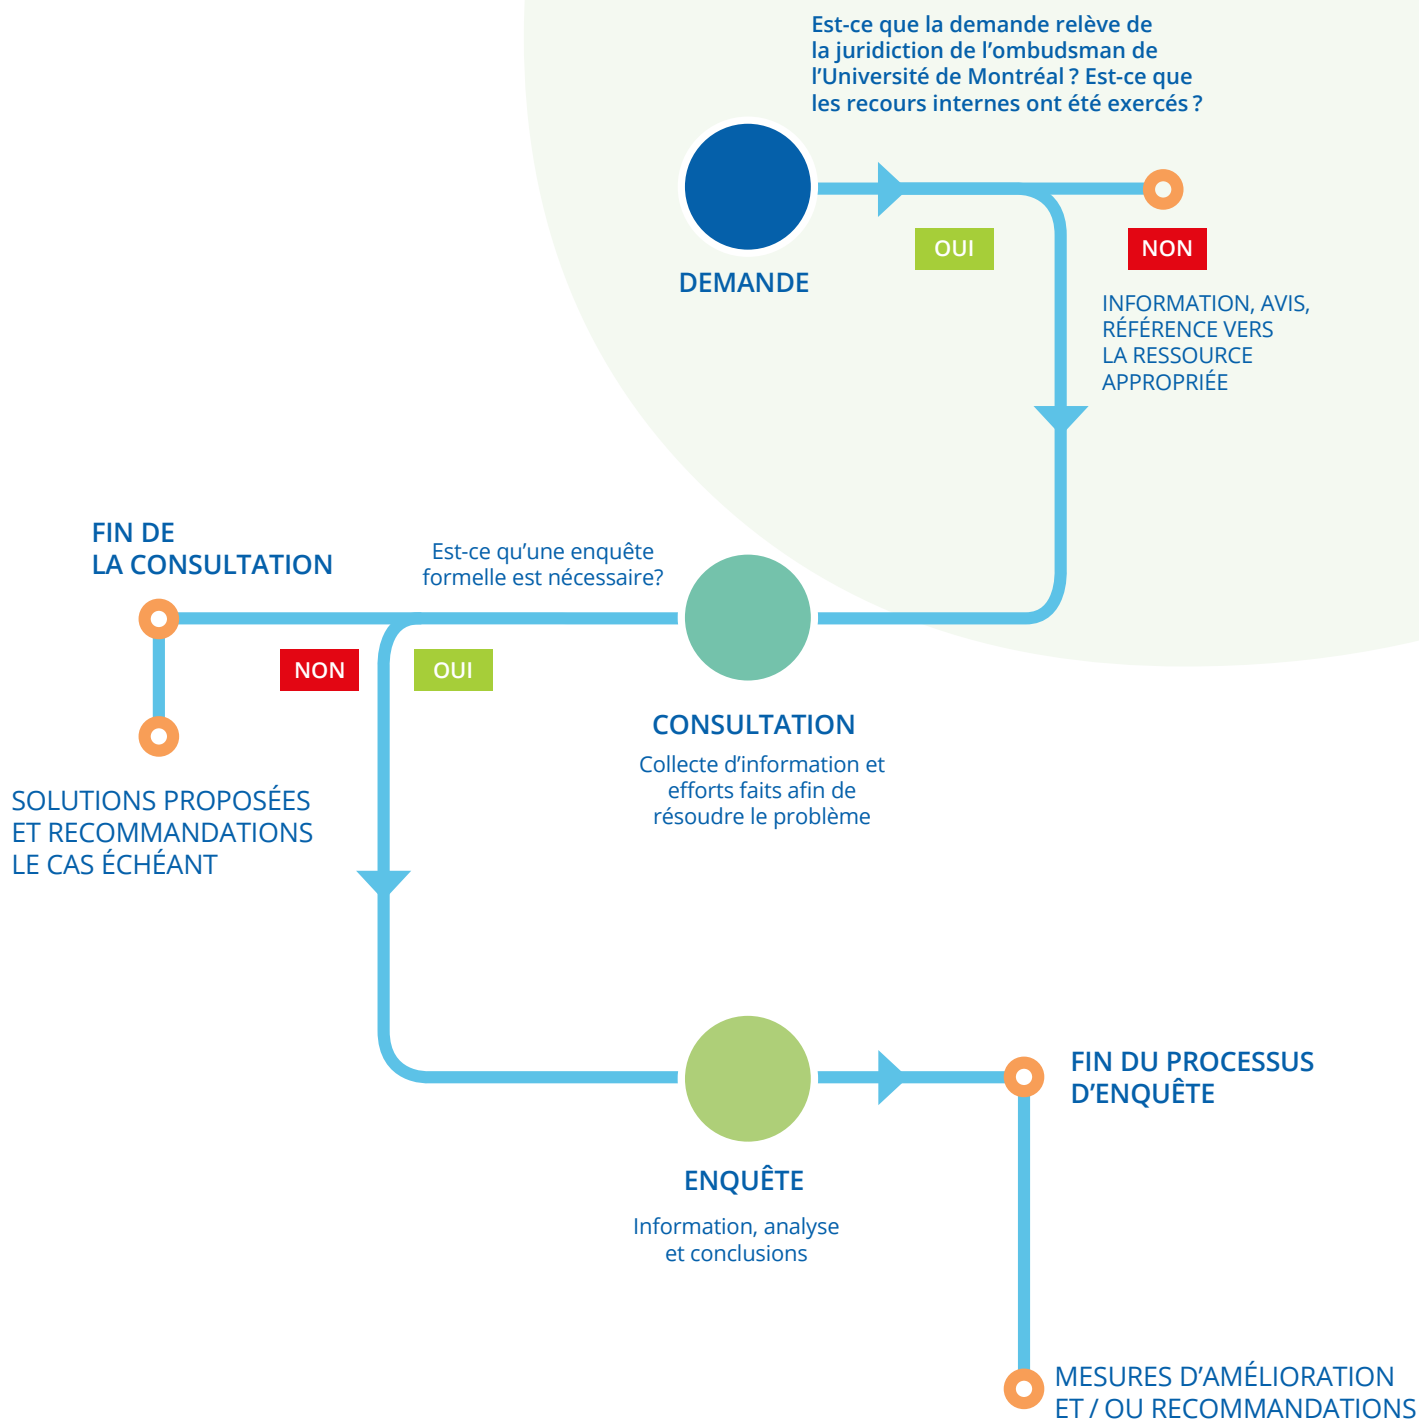 Est-ce que la demande relève de
la juridiction de l’ombudsman de
l’Université de Montréal ? Est-ce que
les recours internes ont été exercés ?
DEMANDE
OUI
NON
INFORMATION, AVIS,
RÉFÉRENCE VERS
LA RESSOURCE
APPROPRIÉE
FIN DE
LA CONSULTATION
Est-ce qu’une enquête
formelle est nécessaire?
NON
OUI
CONSULTATION
Collecte d’information et
efforts faits afin de
résoudre le problème
SOLUTIONS PROPOSÉES
ET RECOMMANDATIONS
LE CAS ÉCHÉANT
FIN DU PROCESSUS
D’ENQUÊTE
ENQUÊTE
Information, analyse
et conclusions
MESURES D’AMÉLIORATION
ET / OU RECOMMANDATIONS